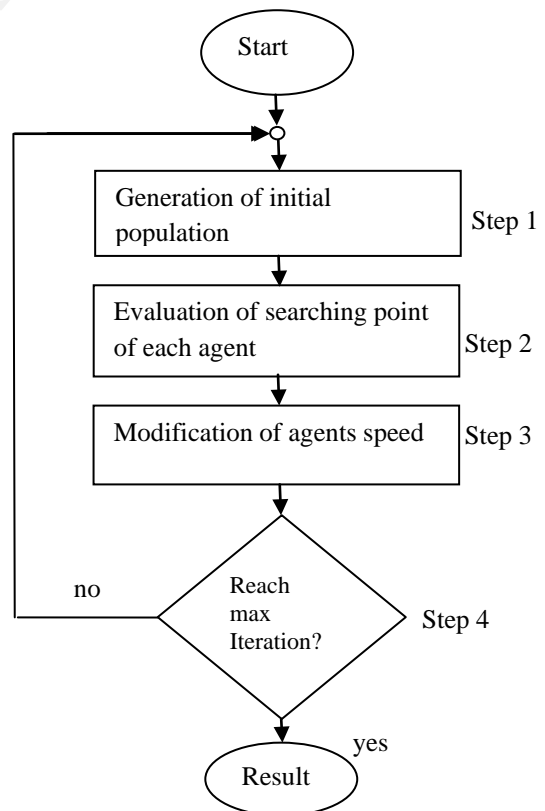 Start
Generation of initial
population
Step 1
Evaluation of searching point
of each agent
Step 2
Modification of agents speed
Step 3
no
Reach
max
Iteration?
Step 4
yes
Result